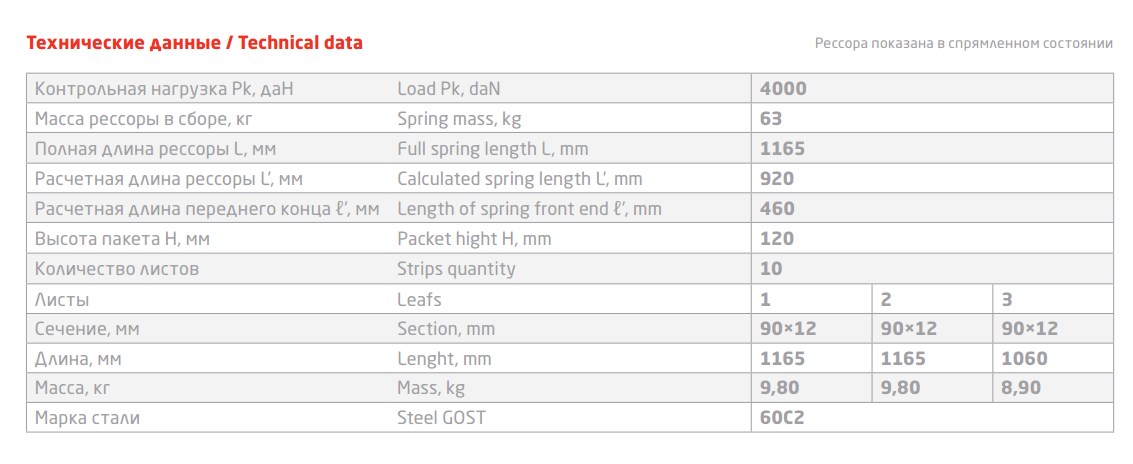 Технические данные / Technical data
Рессора показана в спрямленном состоянии
Контрольная нагрузка Pk, даН Load Pk, daN 4000
Масса рессоры в сборе, кг Spring mass, kg 63
Полная длина рессоры L, мм Full spring length L, mm 1165
Расчетная длина рессоры L’, мм Calculated spring length L’, mm 920
Расчетная длина переднего конца ℓ’, мм Length of spring front end ℓ’, mm 460
Высота пакета H, мм Packet hight H, mm 120
Количество листов Strips quantity 10
Листы Leafs 1 2 3
Сечение, мм Section, mm 90×12 90×12 90×12
Длина, мм Lenght, mm 1165 1165 1060
Масса, кг Mass, kg 9,80 9,80 8,90
Марка стали Steel GOST 60С2